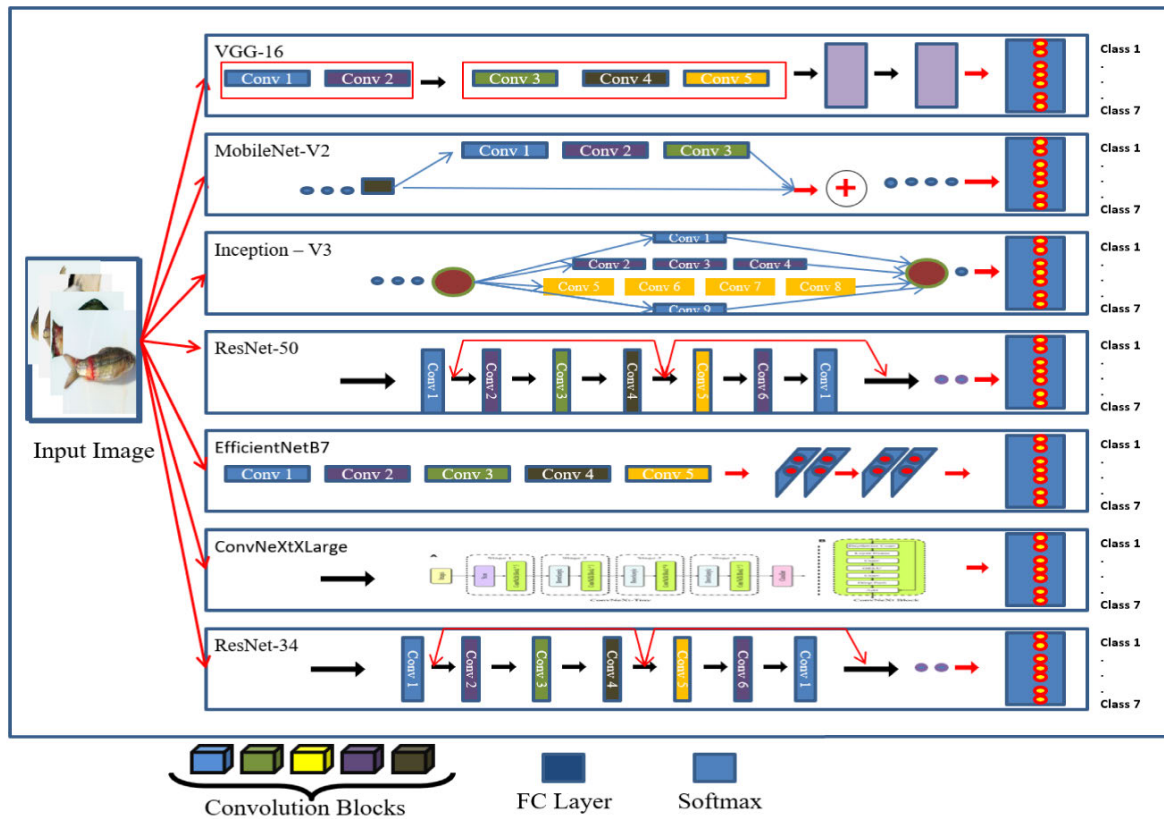 VGG-16
Conv 1
Conv 2
Conv 3
Conv 4
Conv 5
Class 1
.
.
Class 7
MobileNet-V2
Conv 1
Conv 2
Conv 3
Class 1
.
.
Class 7
Inception – V3
Conv 1
Conv 2
Conv 3
Conv 4
Conv 5
Conv 6
Conv 7
Conv 8
Conv 9
Class 1
.
.
Class 7
ResNet-50
Conv 1
Conv 2
Conv 3
Conv 4
Conv 5
Conv 6
Conv 1
Class 1
.
.
Class 7
Input Image
EfficientNetB7
Conv 1
Conv 2
Conv 3
Conv 4
Conv 5
Class 1
.
.
Class 7
ConvNeXtXLarge
ConvNeXt Block
Class 1
.
.
Class 7
ResNet-34
Conv 1
Conv 2
Conv 3
Conv 4
Conv 5
Conv 6
Conv 1
Class 1
.
.
Class 7
Convolution Blocks
FC Layer
Softmax